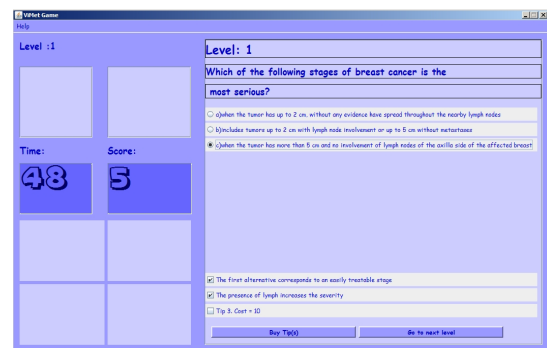 ViMet Game
Help
Level :1
Time:
Score:
48
5
Level: 1
Which of the following stages of breast cancer is the
most serious?
a)when the tumor has up to 2 cm. without any evidence have spread throughout the nearby lymph nodes
b)includes tumors up to 2 cm with lymph node involvement or up to 5 cm without metastases
c)when the tumor has more than 5 cm and no involvement of lymph nodes of the axilla side of the affected breast
The first alternative corresponds to an easily treatable stage
The presence of lymph increases the severity
Tip 3. Cost = 10
Buy Tip(s)
Go to next level